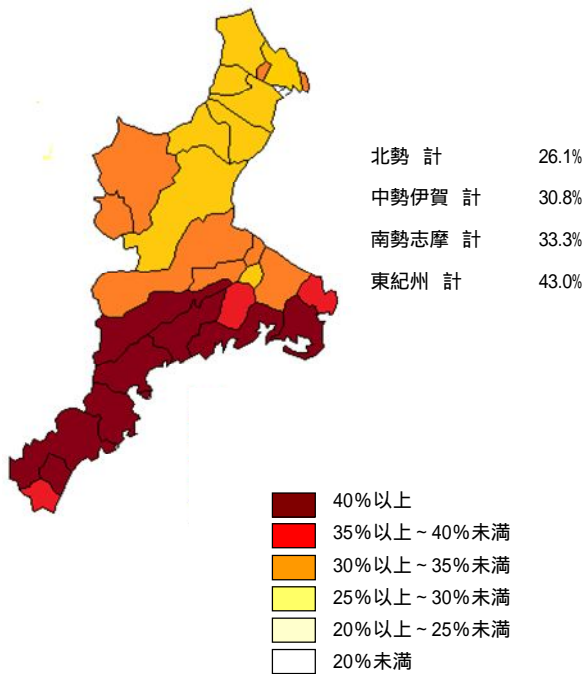 北勢 計 26.1%
中勢伊賀 計 30.8%
南勢志摩 計 33.3%
東紀州 計 43.0%
40%以上
35%以上~40%未満
30%以上~35%未満
25%以上~30%未満
20%以上~25%未満
20%未満